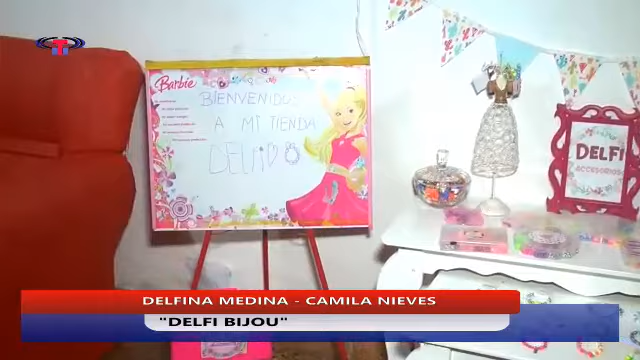 Barbie
BIENVENIDOS
A MI TIENDA
DELFI
DELFI
ACCESORIOS
DELFINA MEDINA - CAMILA NIEVES
"DELFI BIJOU"